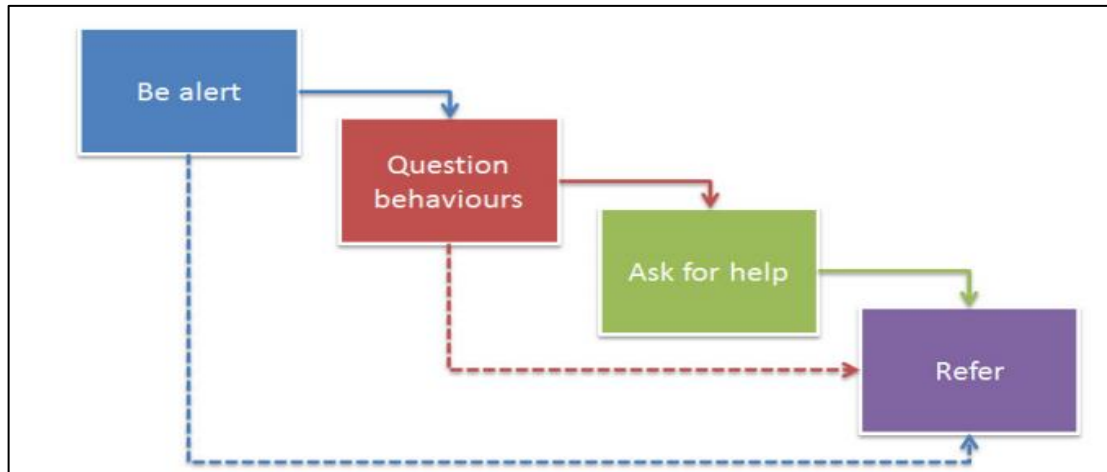 Be alert
Question
behaviours
Ask for help
Refer